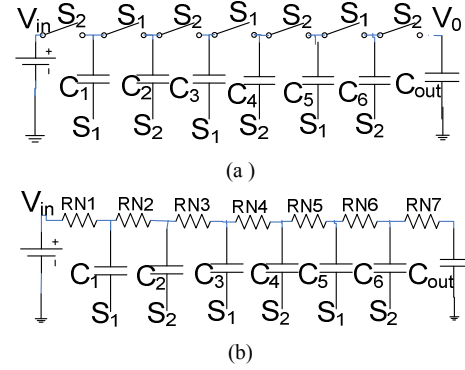 Vin S2 S1 S2 S1 S2 S1 S2 V0
+
C1 C2 C3 C4 C5 C6 Cout
S1 S2 S1 S2 S1 S2
(a )
Vin RN1 RN2 RN3 RN4 RN5 RN6 RN7
+
C1 C2 C3 C4 C5 C6 Cout
S1 S2 S1 S2 S1 S2
(b)